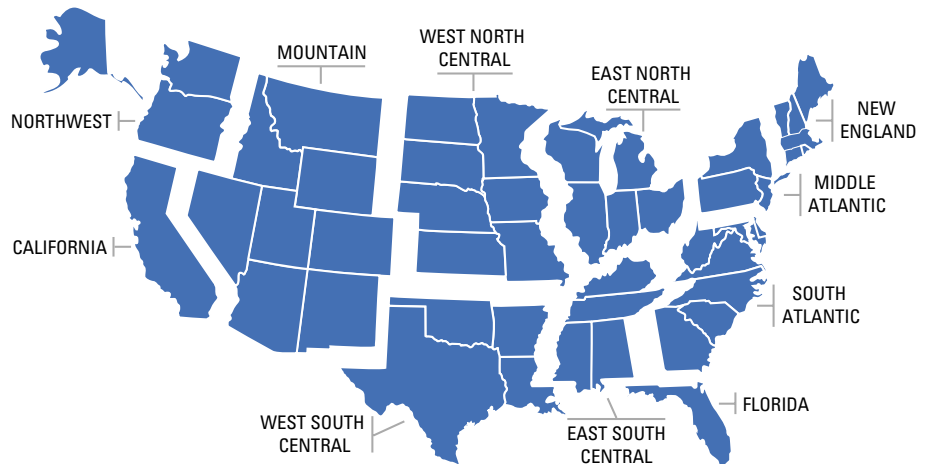 MOUNTAIN
WEST NORTH
CENTRAL
EAST NORTH
CENTRAL
NORTHWEST
NEW
ENGLAND
MIDDLE
ATLANTIC
CALIFORNIA
SOUTH
ATLANTIC
WEST SOUTH
CENTRAL
EAST SOUTH
CENTRAL
FLORIDA